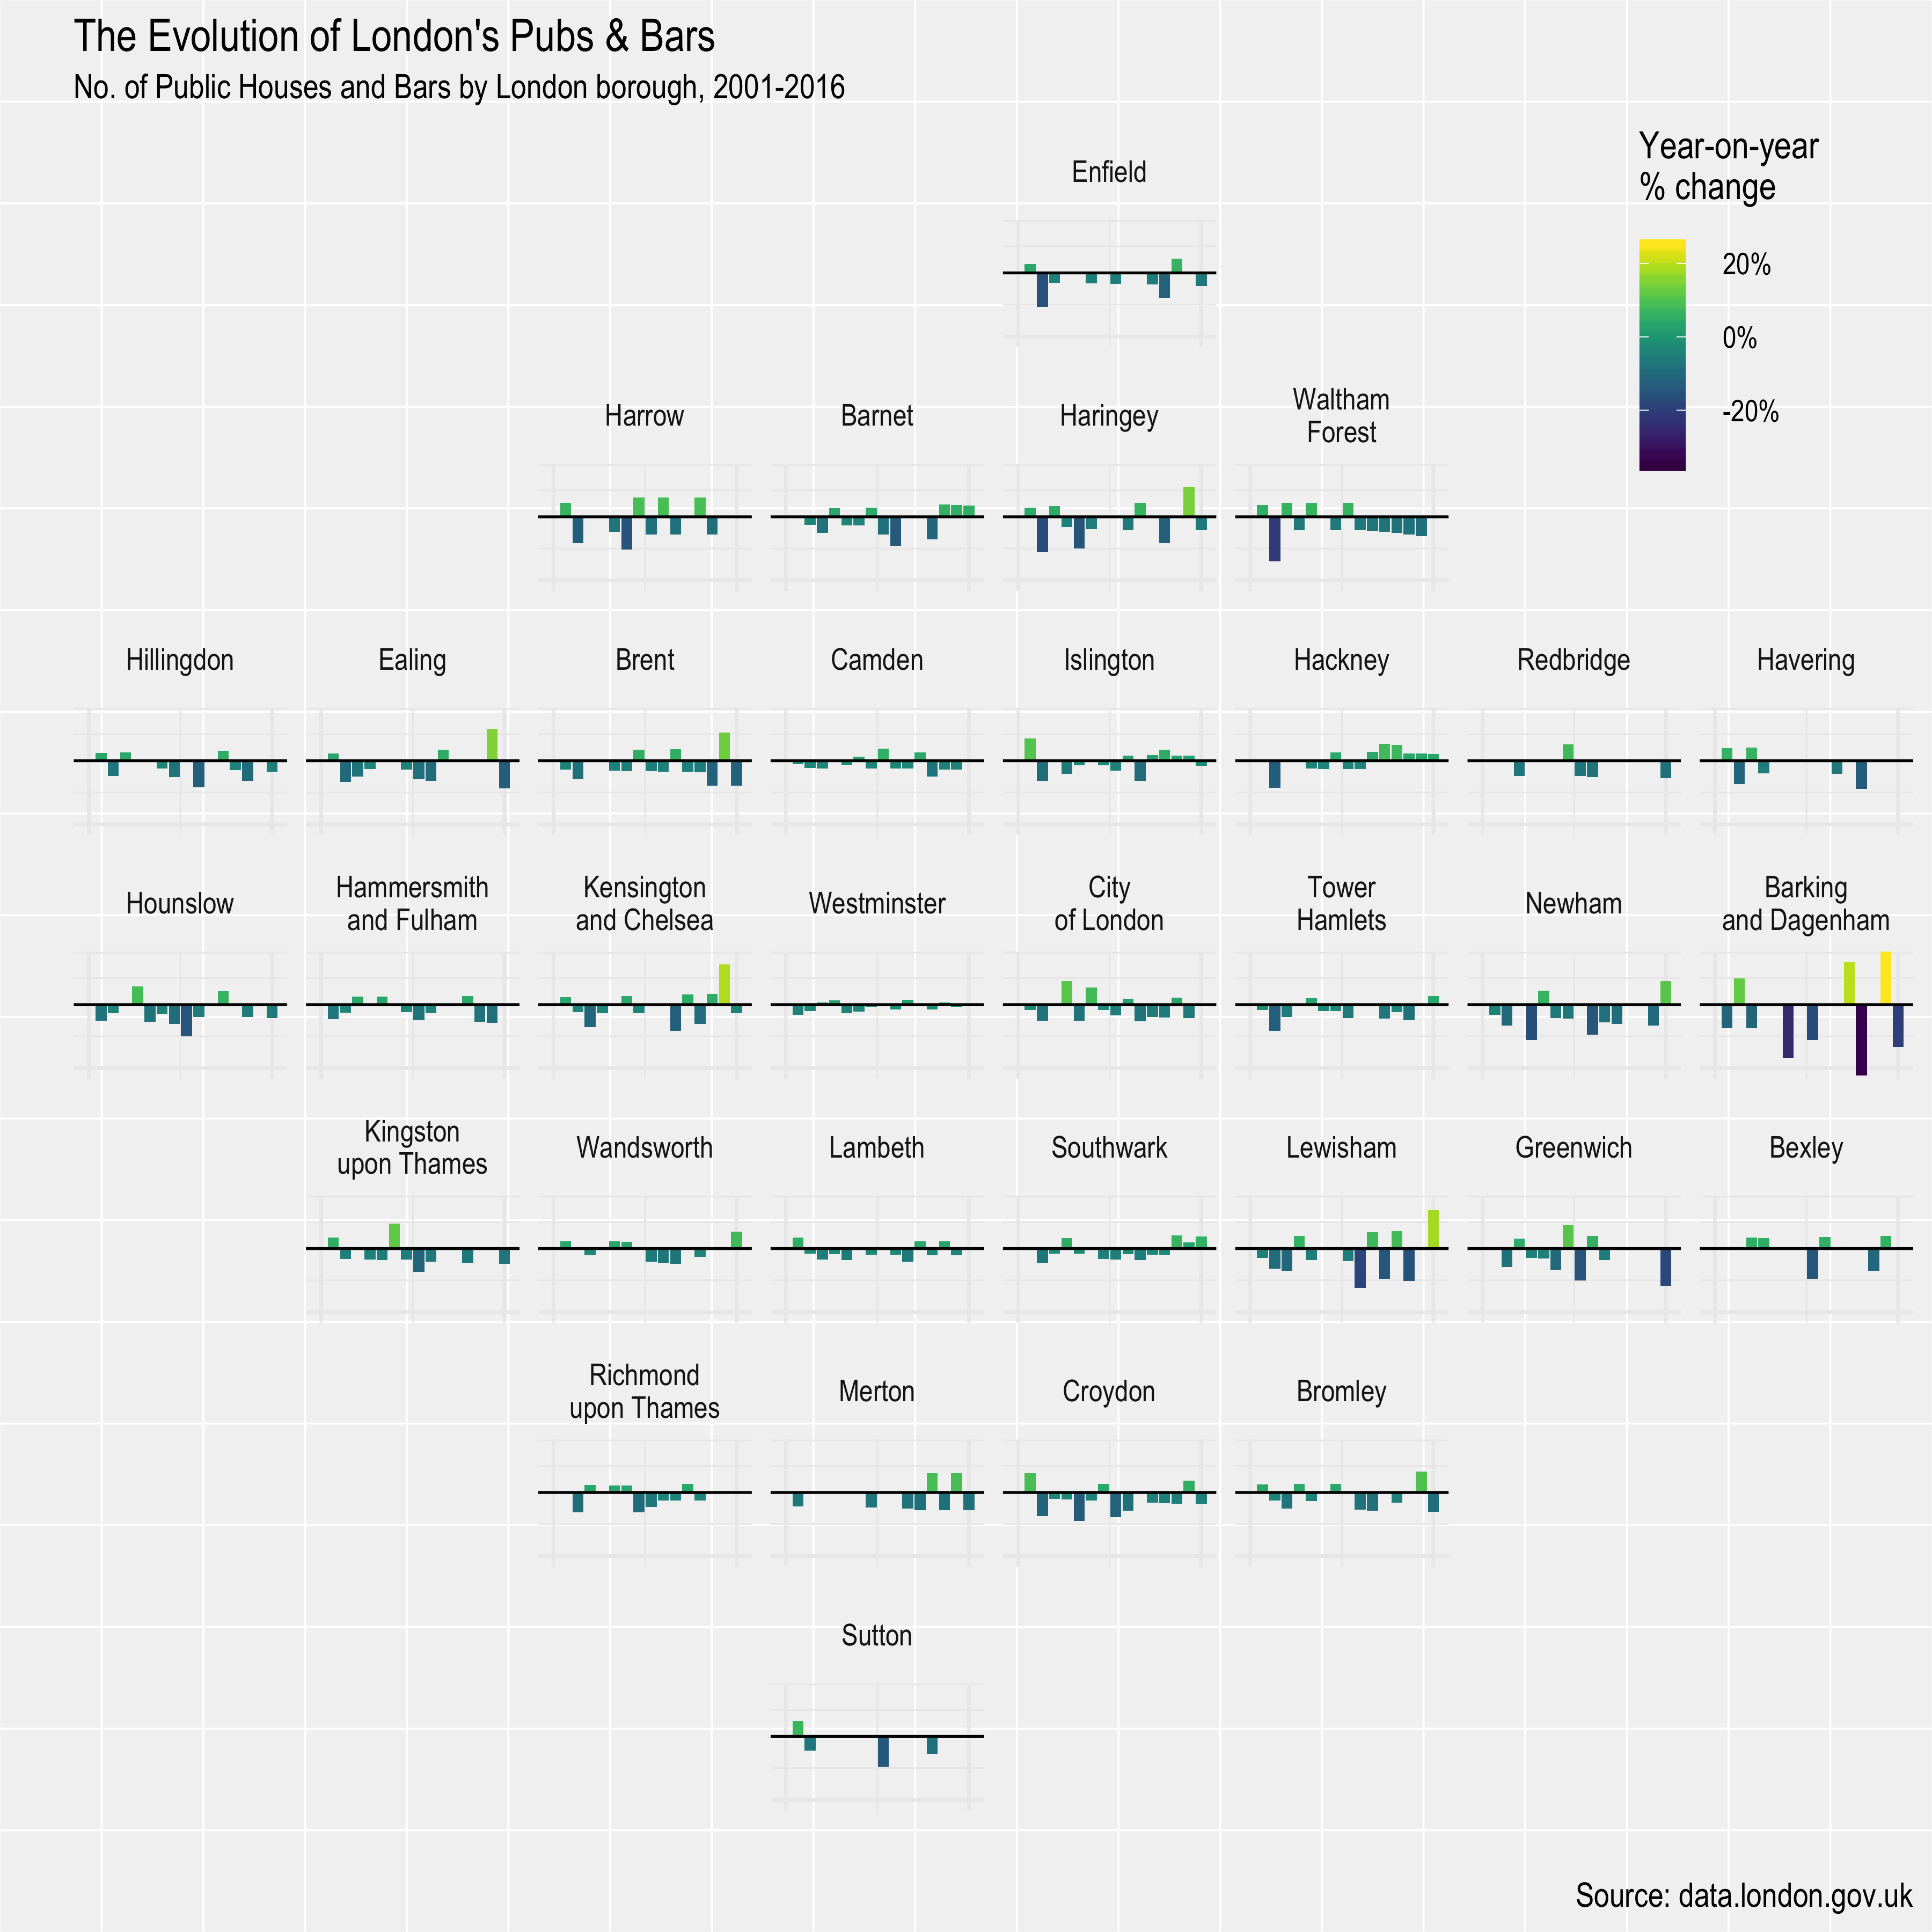 The Evolution of London's Pubs & Bars
No. of Public Houses and Bars by London borough, 2001-2016
Year-on-year
% change
20%
0%
-20%
Enfield
Harrow
Barnet
Haringey
Waltham
Forest
Hillingdon
Ealing
Brent
Camden
Islington
Hackney
Redbridge
Havering
Hounslow
Hammersmith
and Fulham
Kensington
and Chelsea
Westminster
City
of London
Tower
Hamlets
Newham
Barking
and Dagenham
Kingston
upon Thames
Wandsworth
Lambeth
Southwark
Lewisham
Greenwich
Bexley
Richmond
upon Thames
Merton
Croydon
Bromley
Sutton
Source: data.london.gov.uk